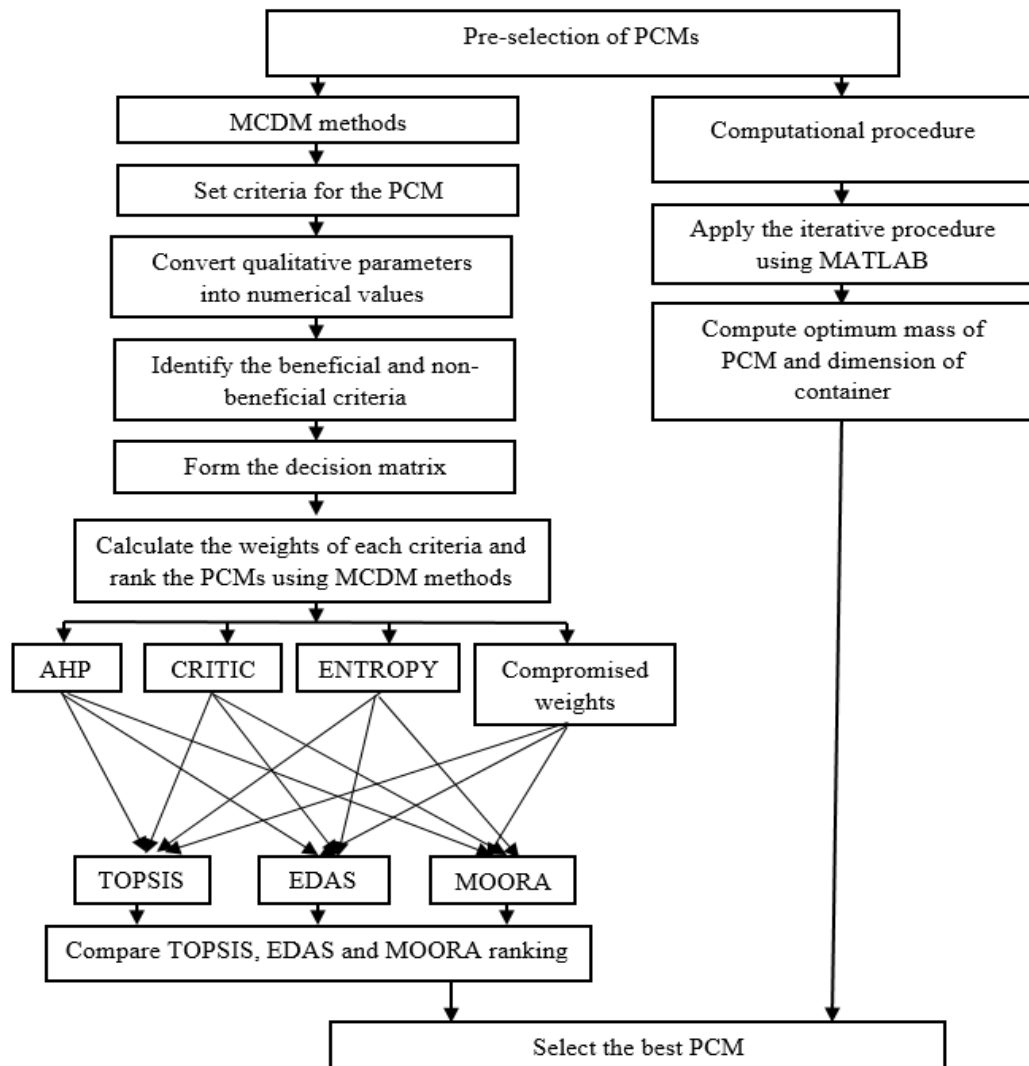 Pre-selection of PCMs
MCDM methods
Set criteria for the PCM
Convert qualitative parameters
into numerical values
Identify the beneficial and non-
beneficial criteria
Form the decision matrix
Calculate the weights of each criteria and
rank the PCMs using MCDM methods
AHP
CRITIC
ENTROPY
Compromised
weights
TOPSIS
EDAS
MOORA
Compare TOPSIS, EDAS and MOORA ranking
Computational procedure
Apply the iterative procedure
using MATLAB
Compute optimum mass of
PCM and dimension of
container
Select the best PCM